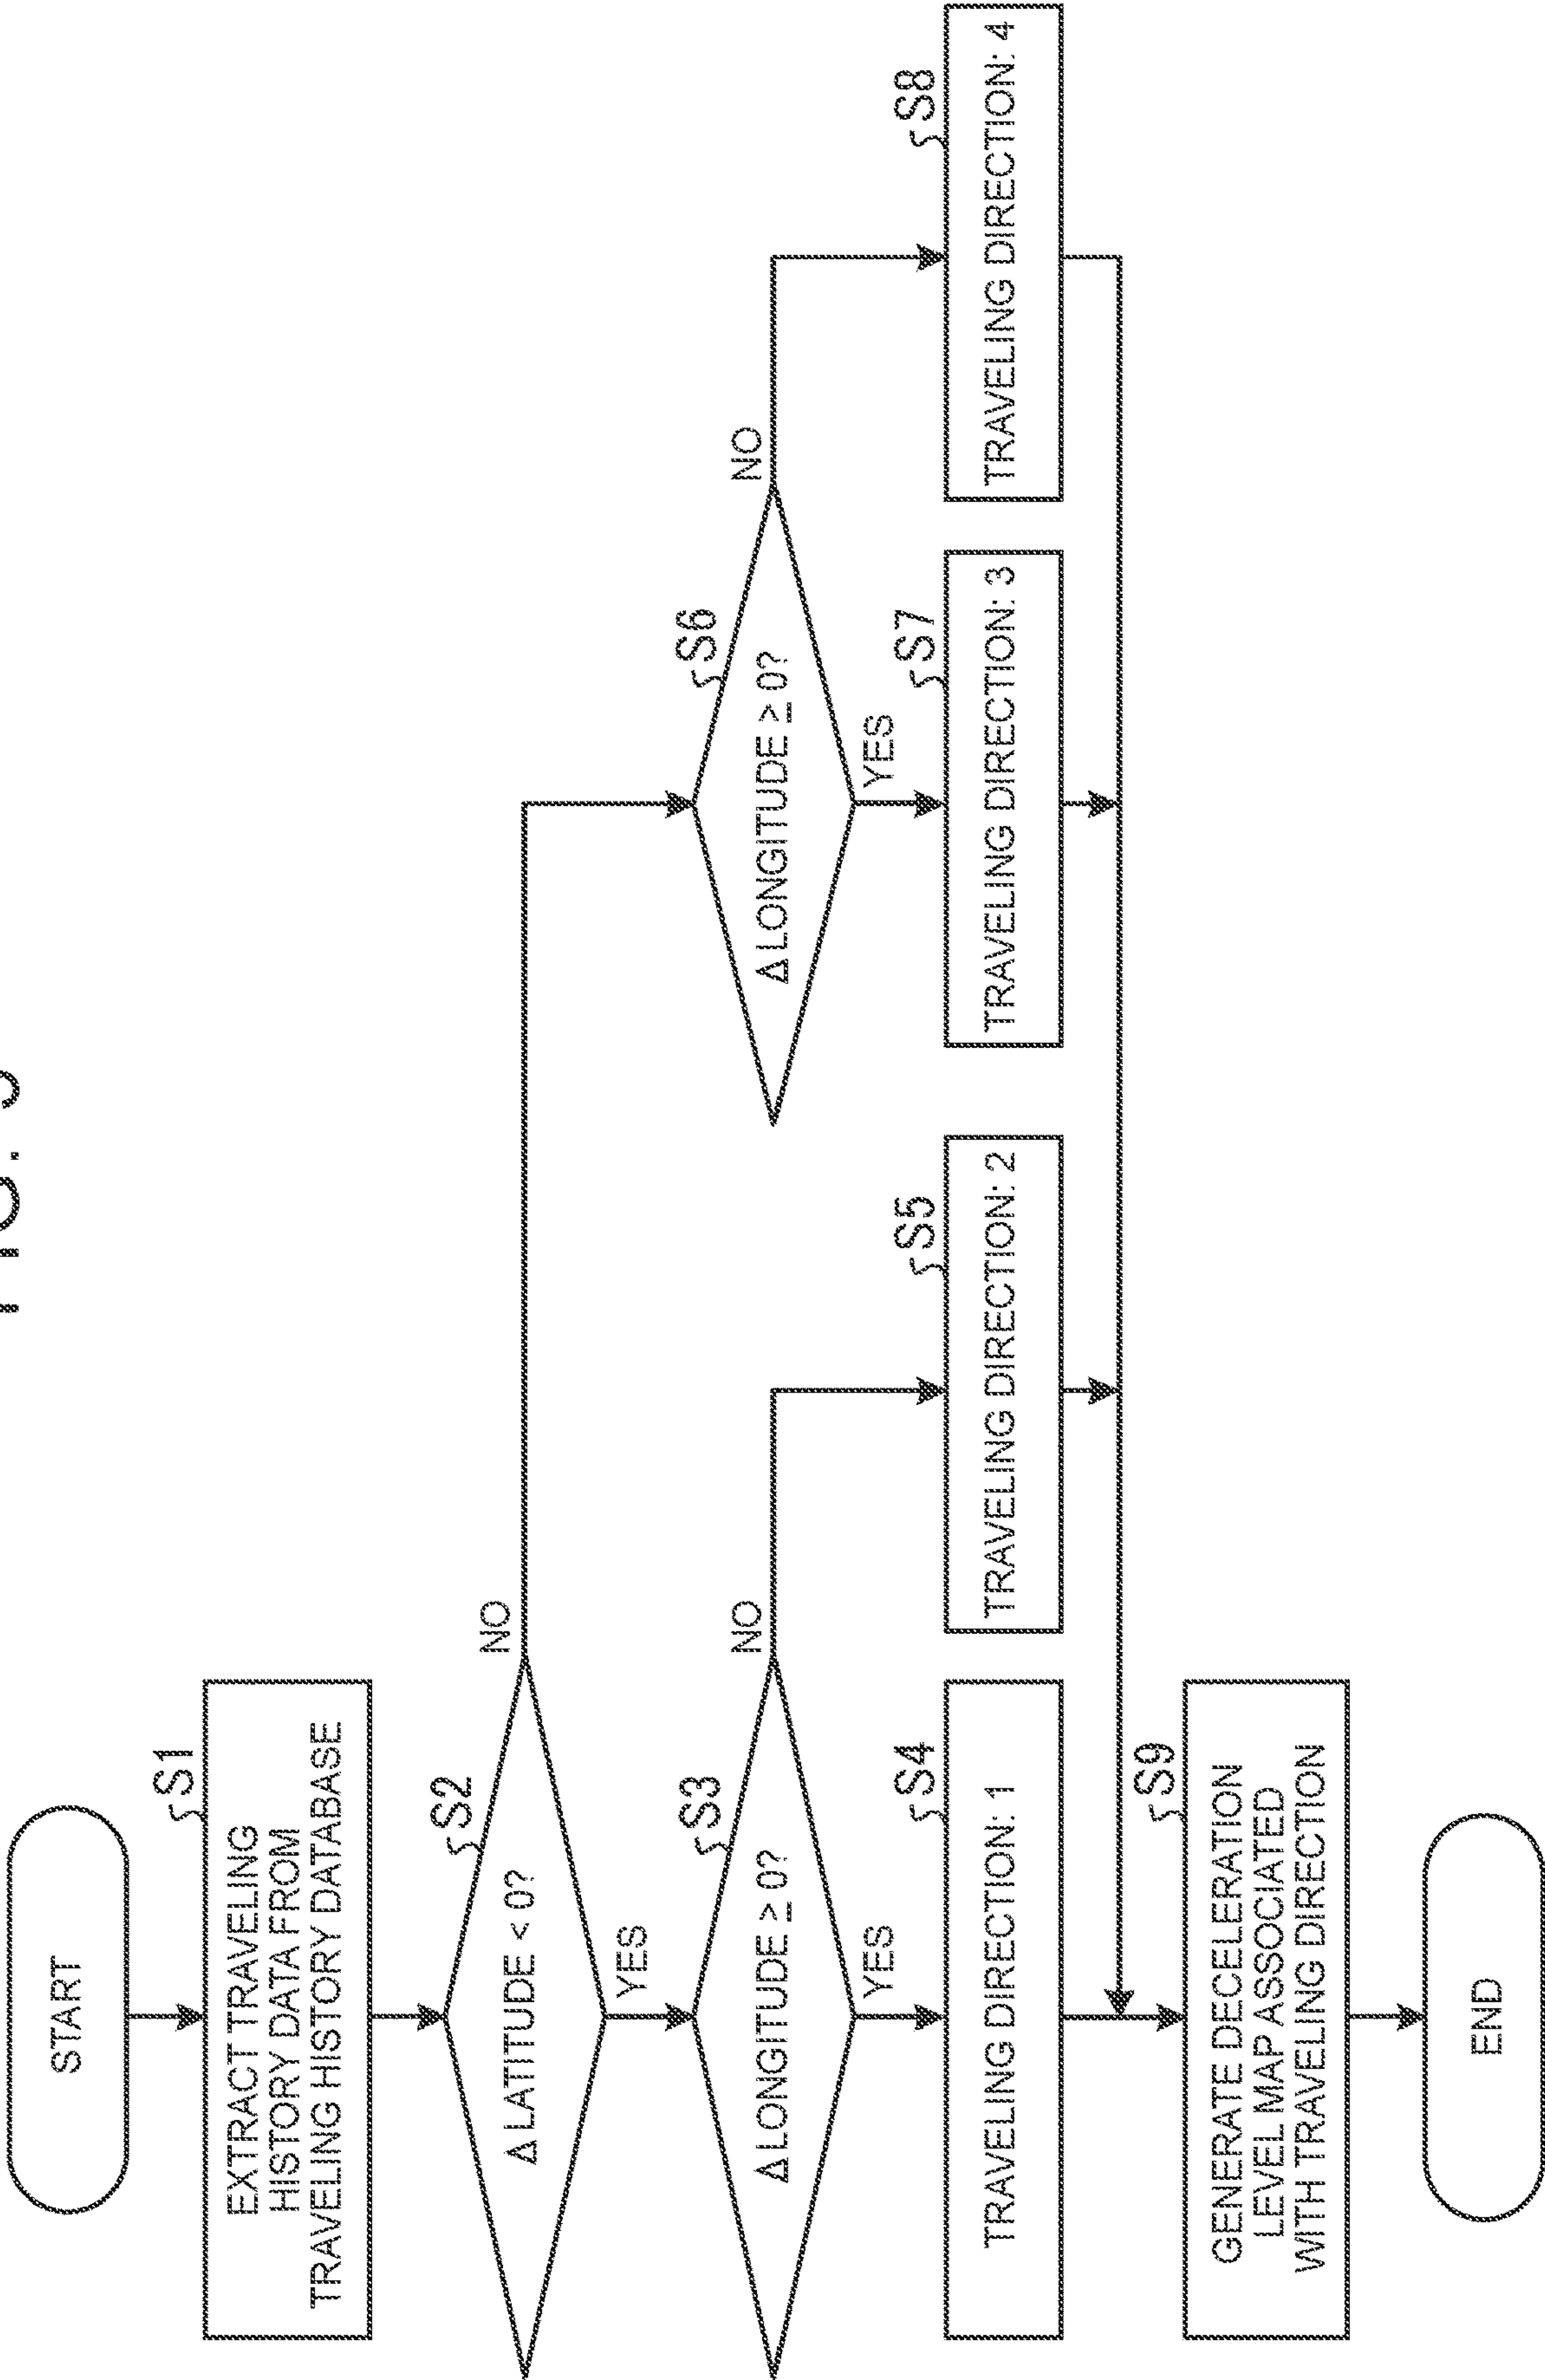 START
S1
EXTRACT TRAVELING
HISTORY DATA FROM
TRAVELING HISTORY DATABASE
S2
Δ LATITUDE < 0?
NO
YES
S3
Δ LONGITUDE ≥ 0?
NO
YES
S6
Δ LONGITUDE ≥ 0?
NO
YES
S4
TRAVELING DIRECTION: 1
S5
TRAVELING DIRECTION: 2
S7
TRAVELING DIRECTION: 3
S8
TRAVELING DIRECTION: 4
S9
GENERATE DECELERATION
LEVEL MAP ASSOCIATED
WITH TRAVELING DIRECTION
END